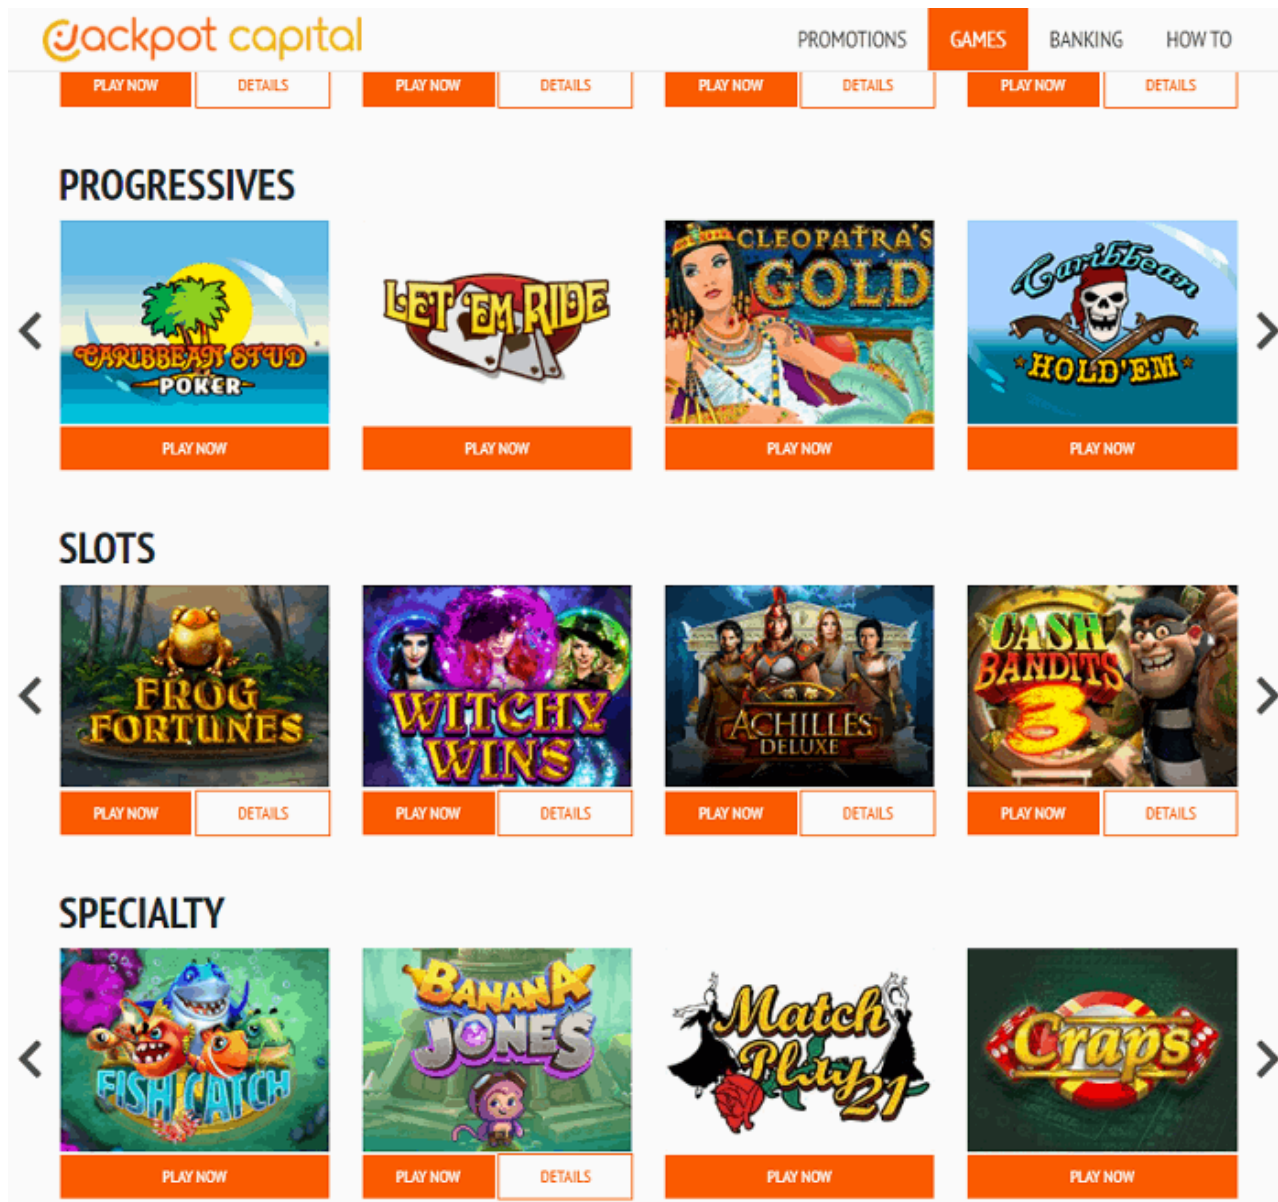 Jackpot capital
PROMOTIONS GAMES BANKING HOW TO
PLAY NOW DETAILS PLAY NOW DETAILS PLAY NOW DETAILS PLAY NOW DETAILS
PROGRESSIVES
CARIBBEAN STUD
POKER
LET 'EM RIDE
CLEOPATRA'S
GOLD
Caribbean
HOLD'EM
PLAY NOW PLAY NOW PLAY NOW PLAY NOW
SLOTS
FROG
FORTUNES
WITCHY
WINS
ACHILLES
DELUXE
CASH
BANDITS
3
PLAY NOW DETAILS PLAY NOW DETAILS PLAY NOW DETAILS PLAY NOW DETAILS
SPECIALTY
FISH CATCH
BANANA
JONES
Match
Play
21
Craps
PLAY NOW PLAY NOW DETAILS PLAY NOW PLAY NOW